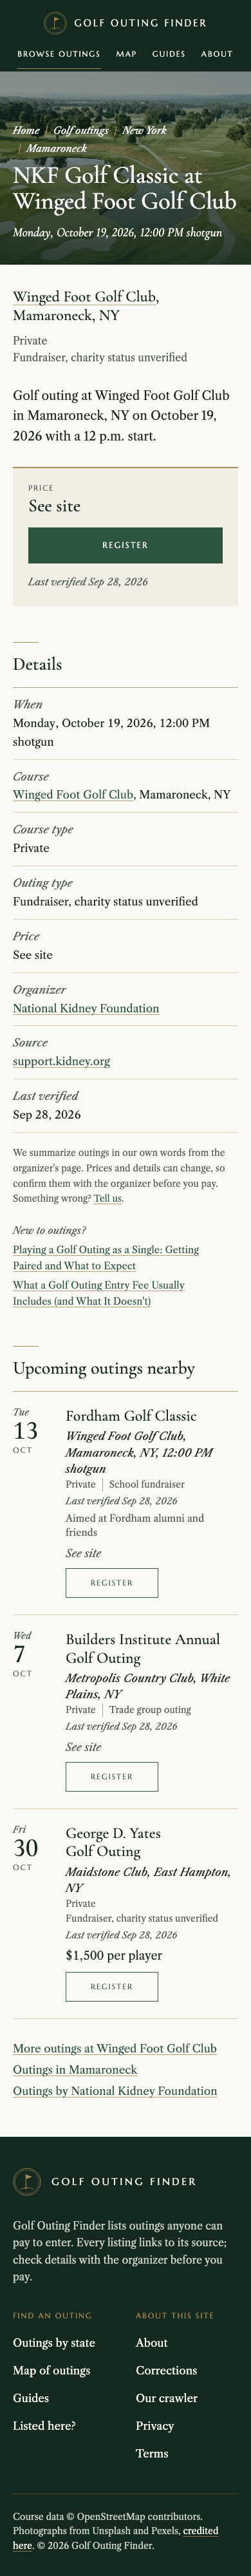 GOLF OUTING FINDER
BROWSE OUTINGS MAP GUIDES ABOUT
Home / Golf outings / New York
/ Mamaroneck
NKF Golf Classic at
Winged Foot Golf Club
Monday, October 19, 2026, 12:00 PM shotgun
Winged Foot Golf Club,
Mamaroneck, NY
Private
Fundraiser, charity status unverified
Golf outing at Winged Foot Golf Club
in Mamaroneck, NY on October 19,
2026 with a 12 p.m. start.
PRICE
See site
REGISTER
Last verified Sep 28, 2026
Details
When
Monday, October 19, 2026, 12:00 PM
shotgun
Course
Winged Foot Golf Club, Mamaroneck, NY
Course type
Private
Outing type
Fundraiser, charity status unverified
Price
See site
Organizer
National Kidney Foundation
Source
support.kidney.org
Last verified
Sep 28, 2026
We summarize outings in our own words from the
organizer's page. Prices and details can change, so
confirm them with the organizer before you pay.
Something wrong? Tell us.
New to outings?
Playing a Golf Outing as a Single: Getting
Paired and What to Expect
What a Golf Outing Entry Fee Usually
Includes (and What It Doesn't)
Upcoming outings nearby
Tue
13
OCT
Fordham Golf Classic
Winged Foot Golf Club,
Mamaroneck, NY, 12:00 PM
shotgun
Private | School fundraiser
Last verified Sep 28, 2026
Aimed at Fordham alumni and
friends
See site
REGISTER
Wed
7
OCT
Builders Institute Annual
Golf Outing
Metropolis Country Club, White
Plains, NY
Private | Trade group outing
Last verified Sep 28, 2026
See site
REGISTER
Fri
30
OCT
George D. Yates
Golf Outing
Maidstone Club, East Hampton,
NY
Private
Fundraiser, charity status unverified
Last verified Sep 28, 2026
$1,500 per player
REGISTER
More outings at Winged Foot Golf Club
Outings in Mamaroneck
Outings by National Kidney Foundation
GOLF OUTING FINDER
Golf Outing Finder lists outings anyone can
pay to enter. Every listing links to its source;
check details with the organizer before you
pay.
FIND AN OUTING
Outings by state
Map of outings
Guides
Listed here?
ABOUT THIS SITE
About
Corrections
Our crawler
Privacy
Terms
Course data © OpenStreetMap contributors.
Photographs from Unsplash and Pexels, credited
here. © 2026 Golf Outing Finder.